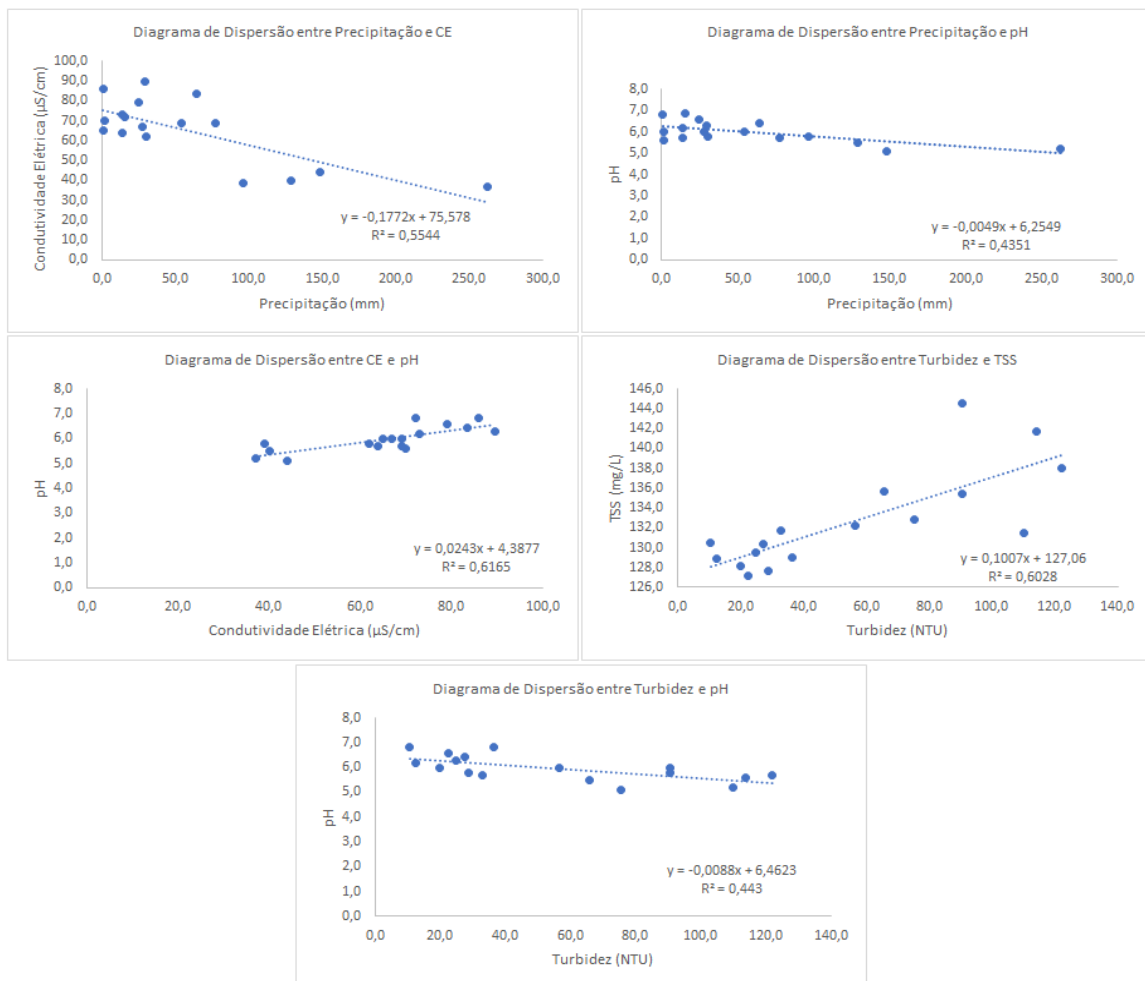 Diagrama de Dispersão entre Precipitação e CE
Condutividade Elétrica (µS/cm)
100,0
90,0
80,0
70,0
60,0
50,0
40,0
30,0
20,0
10,0
0,0
y = -0,1772x + 75,578
R² = 0,5544
0,0 50,0 100,0 150,0 200,0 250,0 300,0
Precipitação (mm)
Diagrama de Dispersão entre Precipitação e pH
pH
8,0
7,0
6,0
5,0
4,0
3,0
2,0
1,0
0,0
y = -0,0049x + 6,2549
R² = 0,4351
0,0 50,0 100,0 150,0 200,0 250,0 300,0
Precipitação (mm)
Diagrama de Dispersão entre CE e pH
pH
8,0
7,0
6,0
5,0
4,0
3,0
2,0
1,0
0,0
y = 0,0243x + 4,3877
R² = 0,6165
0,0 20,0 40,0 60,0 80,0 100,0
Condutividade Elétrica (µS/cm)
Diagrama de Dispersão entre Turbidez e TSS
TSS (mg/L)
146,0
144,0
142,0
140,0
138,0
136,0
134,0
132,0
130,0
128,0
126,0
y = 0,1007x + 127,06
R² = 0,6028
0,0 20,0 40,0 60,0 80,0 100,0 120,0 140,0
Turbidez (NTU)
Diagrama de Dispersão entre Turbidez e pH
pH
8,0
7,0
6,0
5,0
4,0
3,0
2,0
1,0
0,0
y = -0,0088x + 6,4623
R² = 0,443
0,0 20,0 40,0 60,0 80,0 100,0 120,0 140,0
Turbidez (NTU)